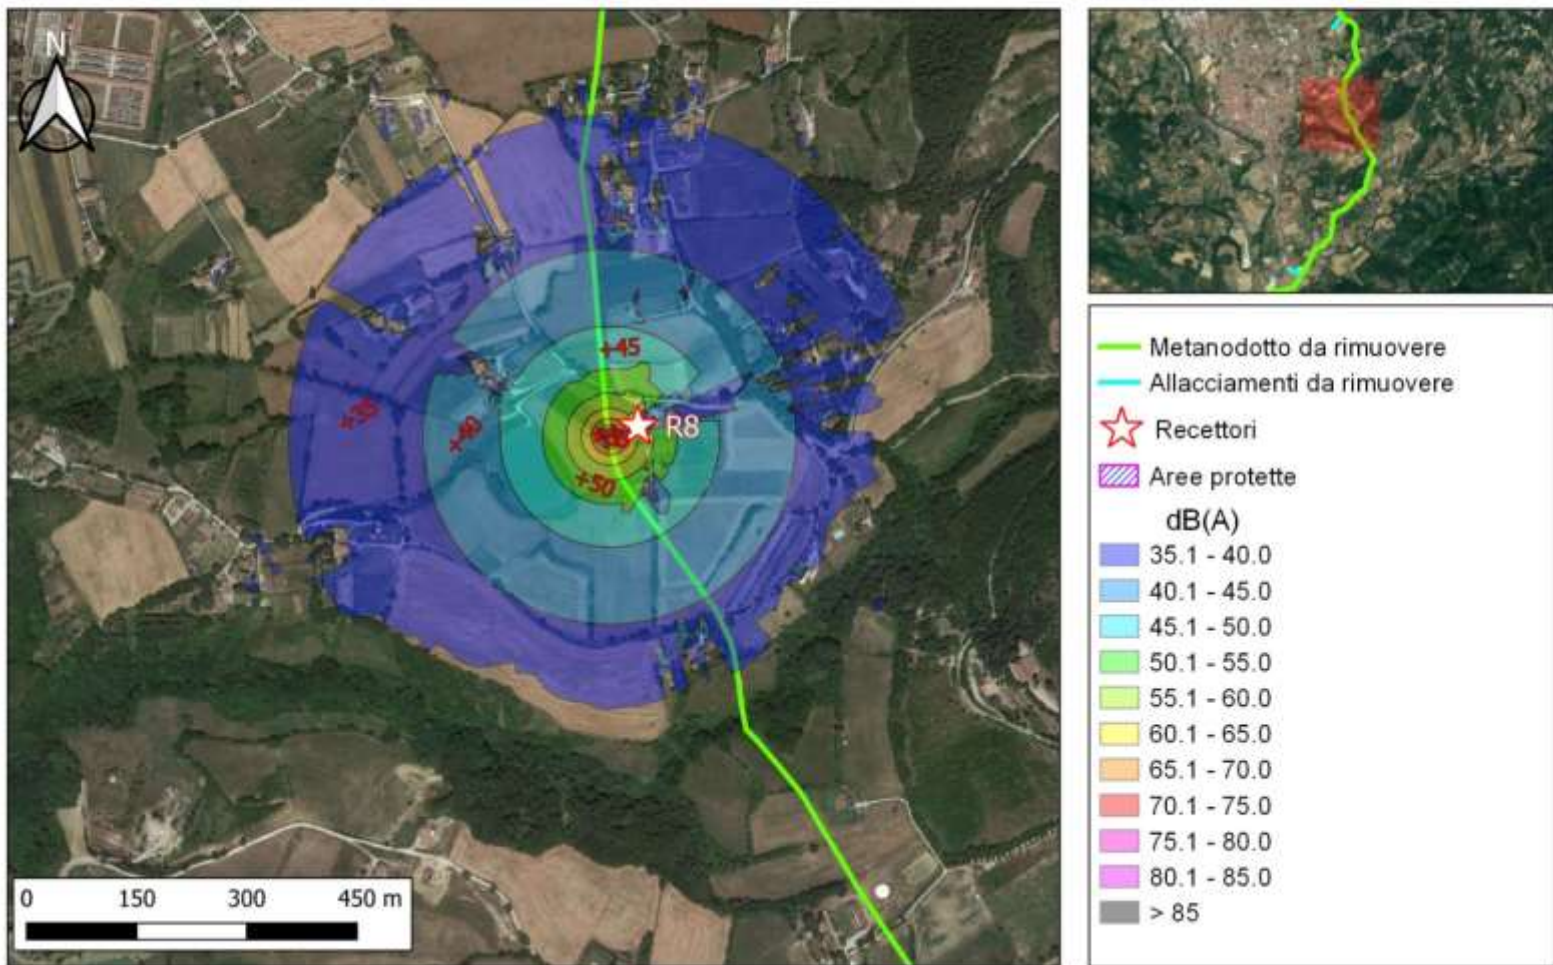 N
+45
+35
+40
R8
+50
0 150 300 450 m
Metanodotto da rimuovere
Allacciamenti da rimuovere
Recettori
Aree protette
dB(A)
35.1 - 40.0
40.1 - 45.0
45.1 - 50.0
50.1 - 55.0
55.1 - 60.0
60.1 - 65.0
65.1 - 70.0
70.1 - 75.0
75.1 - 80.0
80.1 - 85.0
> 85